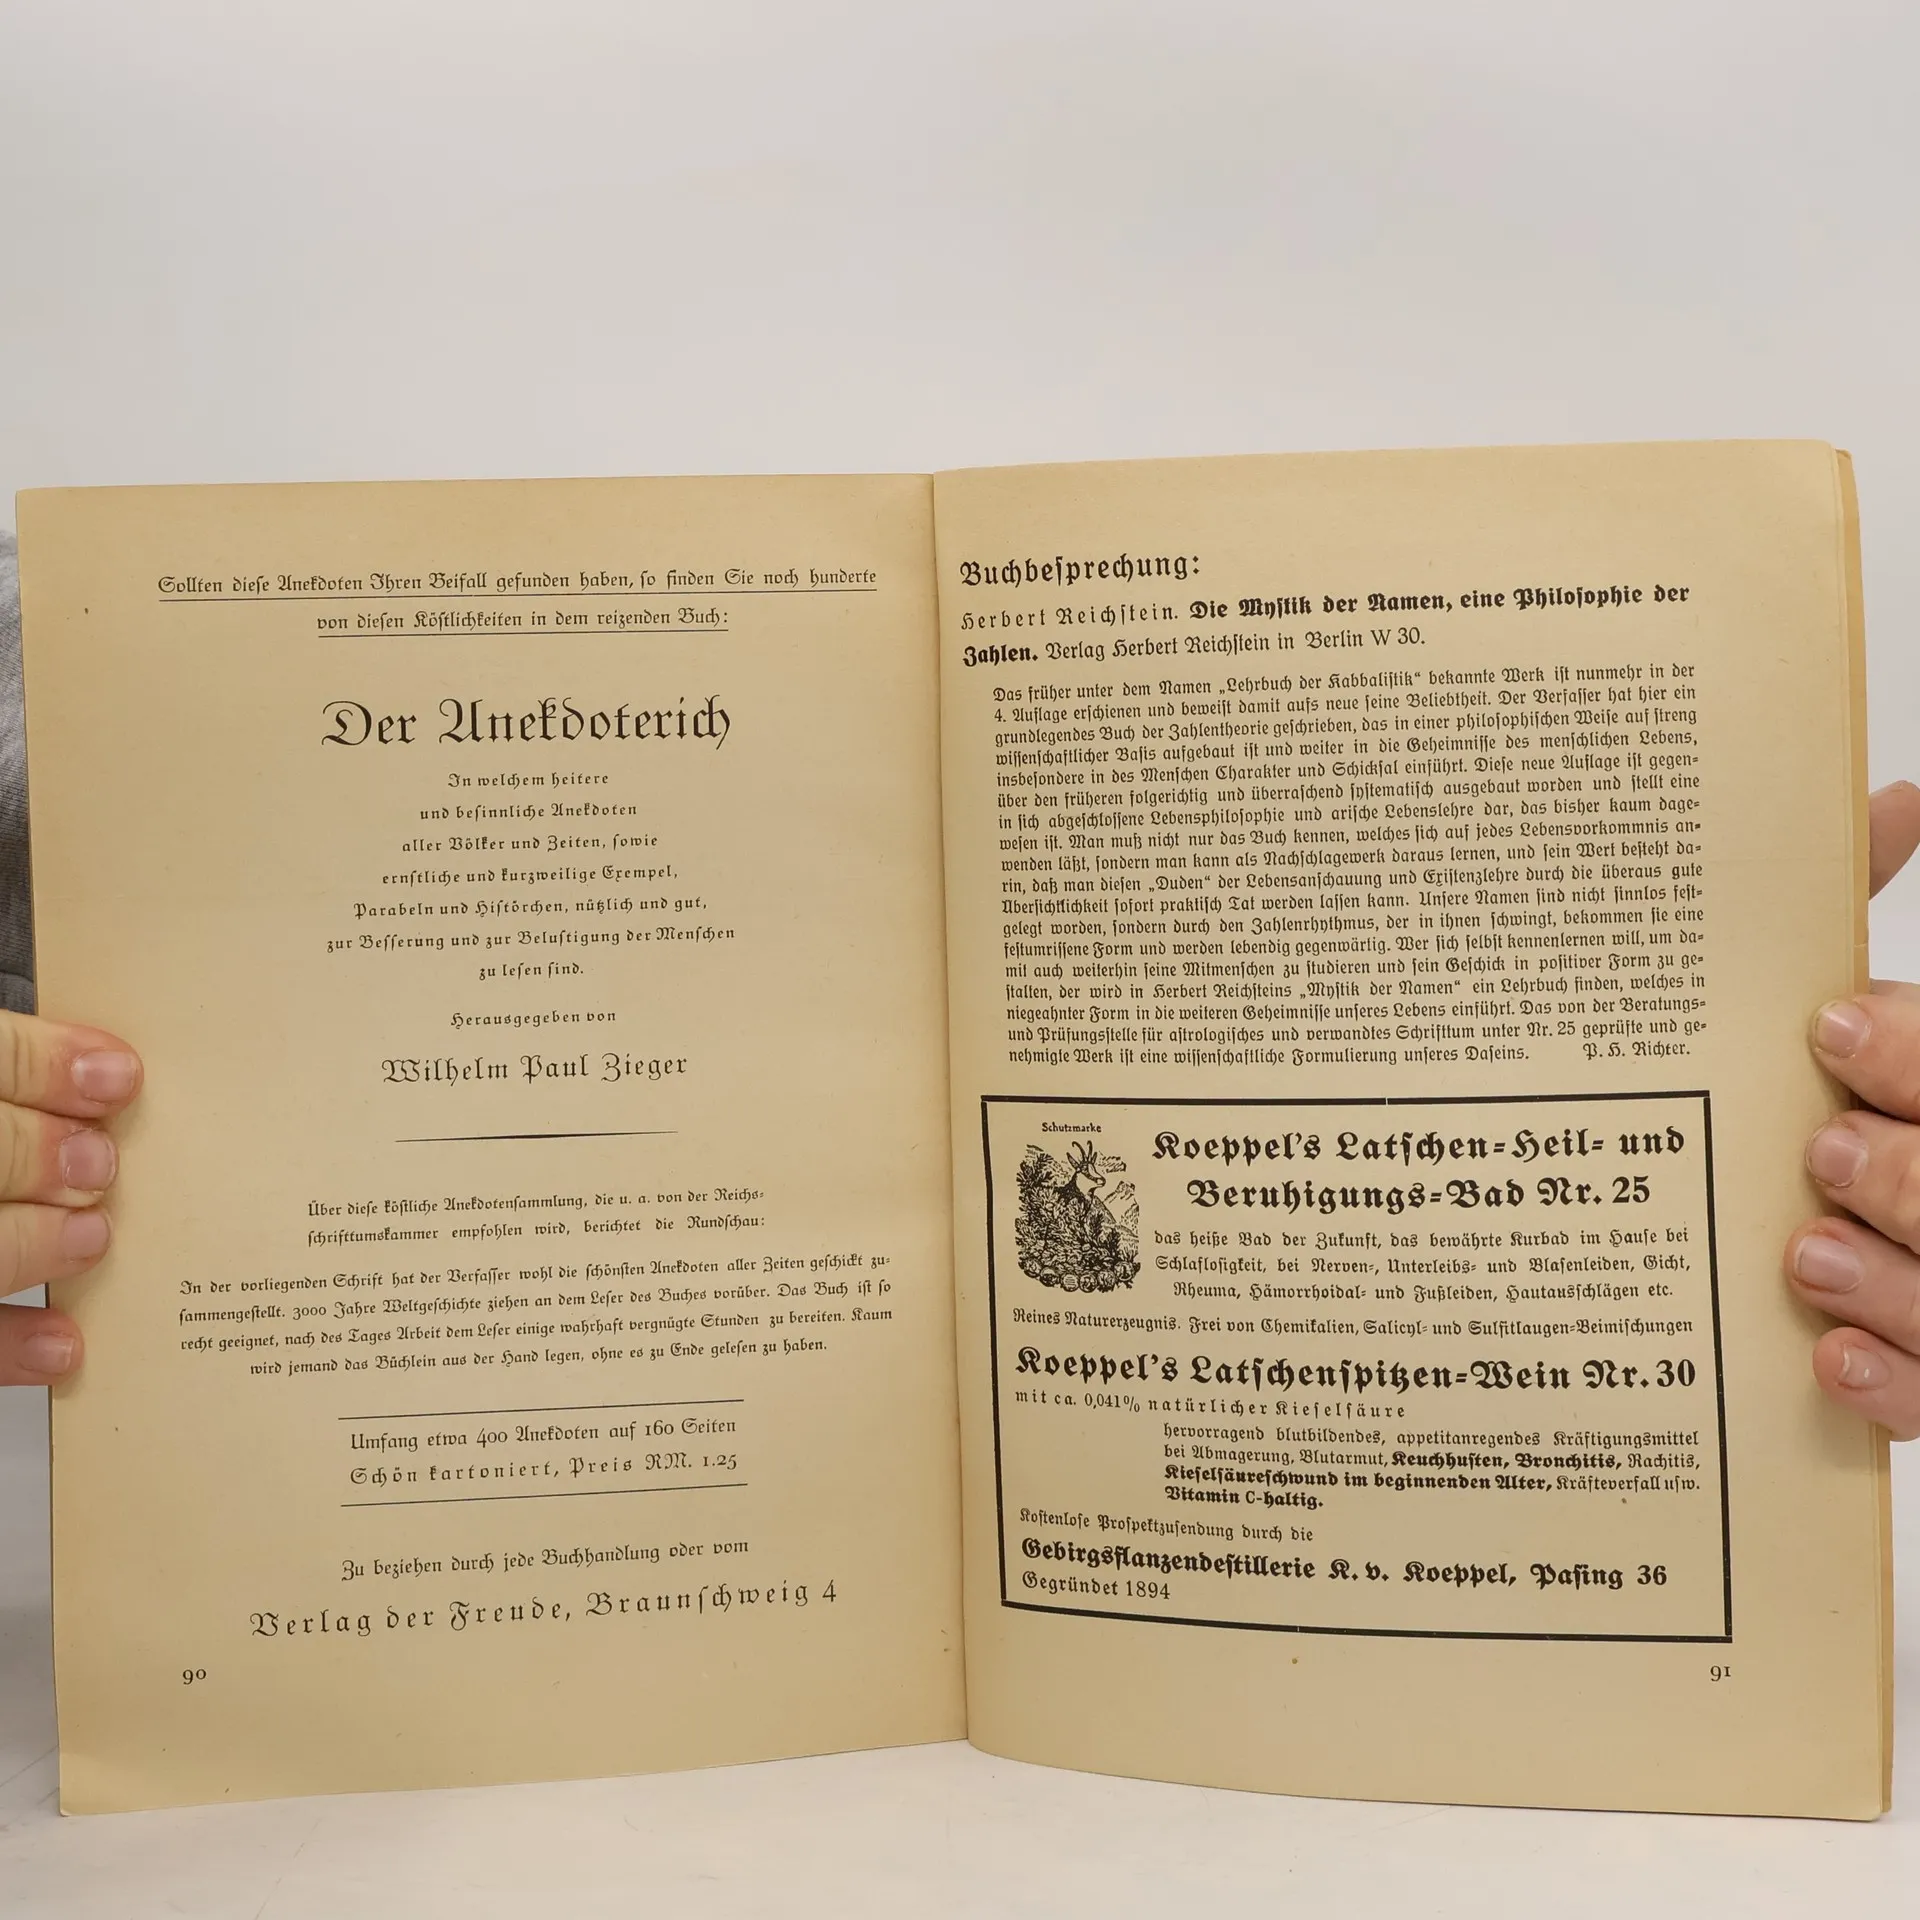 Sollten diese Anekdoten Ihren Beifall gefunden haben, so finden Sie noch hunderte
von diesen Köstlichkeiten in dem reizenden Buch:
Der Anekdoterich
In welchem heitere
und besinnliche Anekdoten
aller Völker und Zeiten, sowie
ernstliche und kurzweilige Exempel,
Parabeln und Histörchen, nützlich und gut,
zur Besserung und zur Belustigung der Menschen
zu lesen sind.
Herausgegeben von
Wilhelm Paul Zieger
Über diese köstliche Anekdotensammlung, die u. a. von der Reichs-
schrifttumskammer empfohlen wird, berichtet die Rundschau:
In der vorliegenden Schrift hat der Verfasser wohl die schönsten Anekdoten aller Zeiten geschickt zu-
sammengestellt. 3000 Jahre Weltgeschichte ziehen an dem Leser des Buches vorüber. Das Buch ist so
recht geeignet, nach des Tages Arbeit dem Leser einige wahrhaft vergnügte Stunden zu bereiten. Kaum
wird jemand das Büchlein aus der Hand legen, ohne es zu Ende gelesen zu haben.
Umfang etwa 400 Anekdoten auf 160 Seiten
Schön kartoniert, Preis RM. 1.25
Zu beziehen durch jede Buchhandlung oder vom
Verlag der Freude, Braunschweig 4
90
Buchbesprechung:
Herbert Reichstein. Die Mystik der Namen, eine Philosophie der
Zahlen. Verlag Herbert Reichstein in Berlin W 30.
Das früher unter dem Namen „Lehrbuch der Kabbalistik“ bekannte Werk ist nunmehr in der
4. Auflage erschienen und beweist damit aufs neue seine Beliebtheit. Der Verfasser hat hier ein
grundlegendes Buch der Zahlentheorie geschrieben, das in einer philosophischen Weise auf streng
wissenschaftlicher Basis aufgebaut ist und weiter in die Geheimnisse des menschlichen Lebens,
insbesondere in des Menschen Charakter und Schicksal einführt. Diese neue Auflage ist gegen-
über den früheren folgerichtig und überraschend systematisch ausgebaut worden und stellt eine
in sich abgeschlossene Lebensphilosophie und arische Lebenslehre dar, das bisher kaum dage-
wesen ist. Man muß nicht nur das Buch kennen, welches sich auf jedes Lebensvorkommnis an-
wenden läßt, sondern man kann als Nachschlagewerk daraus lernen, und sein Wert besteht da-
rin, daß man diesen „Duden“ der Lebensanschauung und Existenzlehre durch die überaus gute
Übersichtlichkeit sofort praktisch Tat werden lassen kann. Unsere Namen sind nicht sinnlos fest-
gelegt worden, sondern durch den Zahlenrhythmus, der in ihnen schwingt, bekommen sie eine
festumrissene Form und werden lebendig gegenwärtig. Wer sich selbst kennenlernen will, um da-
mit auch weiterhin seine Mitmenschen zu studieren und sein Geschick in positiver Form zu ge-
stalten, der wird in Herbert Reichsteins „Mystik der Namen“ ein Lehrbuch finden, welches in
niegeahnter Form in die weiteren Geheimnisse unseres Lebens einführt. Das von der Beratungs-
und Prüfungsstelle für astrologisches und verwandtes Schrifttum unter Nr. 25 geprüfte und ge-
nehmigte Werk ist eine wissenschaftliche Formulierung unseres Daseins. P. H. Richter.
Schutzmarke
Koeppel's Latschen-Heil- und
Beruhigungs-Bad Nr. 25
das heiße Bad der Zukunft, das bewährte Kurbad im Hause bei
Schlaflosigkeit, bei Nerven-, Unterleibs- und Blasenleiden, Gicht,
Rheuma, Hämorrhoidal- und Fußleiden, Hautausschlägen etc.
Reines Naturerzeugnis. Frei von Chemikalien, Salicyl- und Sulfitlaugen-Beimischungen
Koeppel's Latschenspitzen-Wein Nr. 30
mit ca. 0,041% natürlicher Kieselsäure
hervorragend blutbildendes, appetitanregendes Kräftigungsmittel
bei Abmagerung, Blutarmut, Keuchhusten, Bronchitis, Rachitis,
Kieselsäureschwund im beginnenden Alter, Kräfteverfall usw.
Vitamin C-haltig.
Kostenlose Prospektzusendung durch die
Gebirgsflanzendestillerie K. v. Koeppel, Pasing 36
Gegründet 1894
91